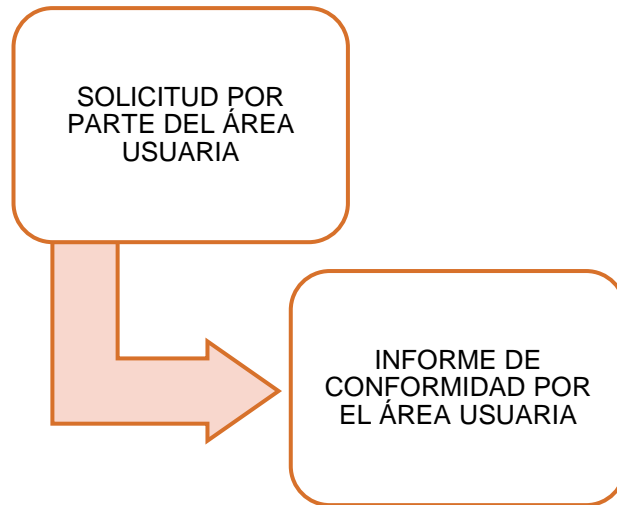 SOLICITUD POR
PARTE DEL ÁREA
USUARIA
INFORME DE
CONFORMIDAD POR
EL ÁREA USUARIA